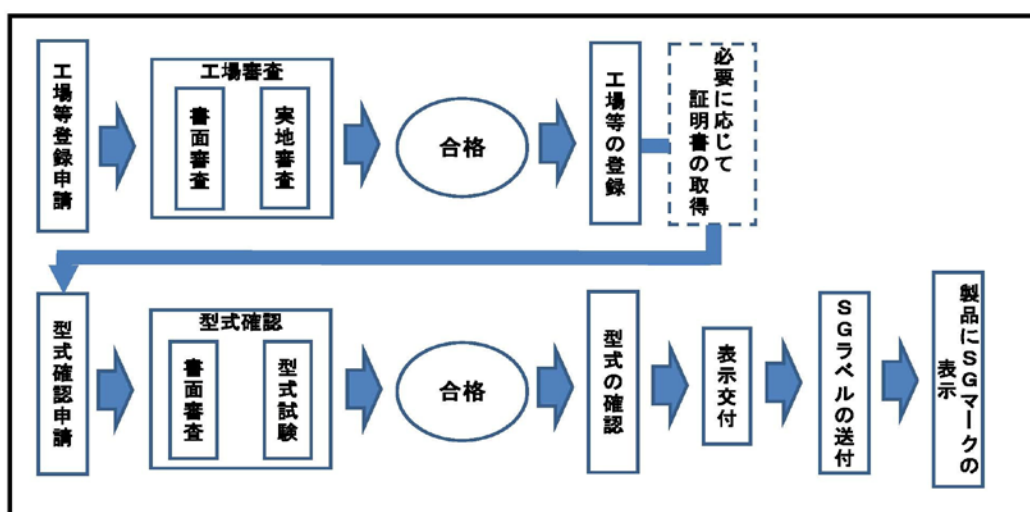 工場等登録申請
工場審査
書面審査
実地審査
合格
工場等の登録
必要に応じて
証明書の取得
型式確認申請
型式確認
書面審査
型式試験
合格
型式の確認
表示交付
SGラベルの送付
製品にSGマークの
表示